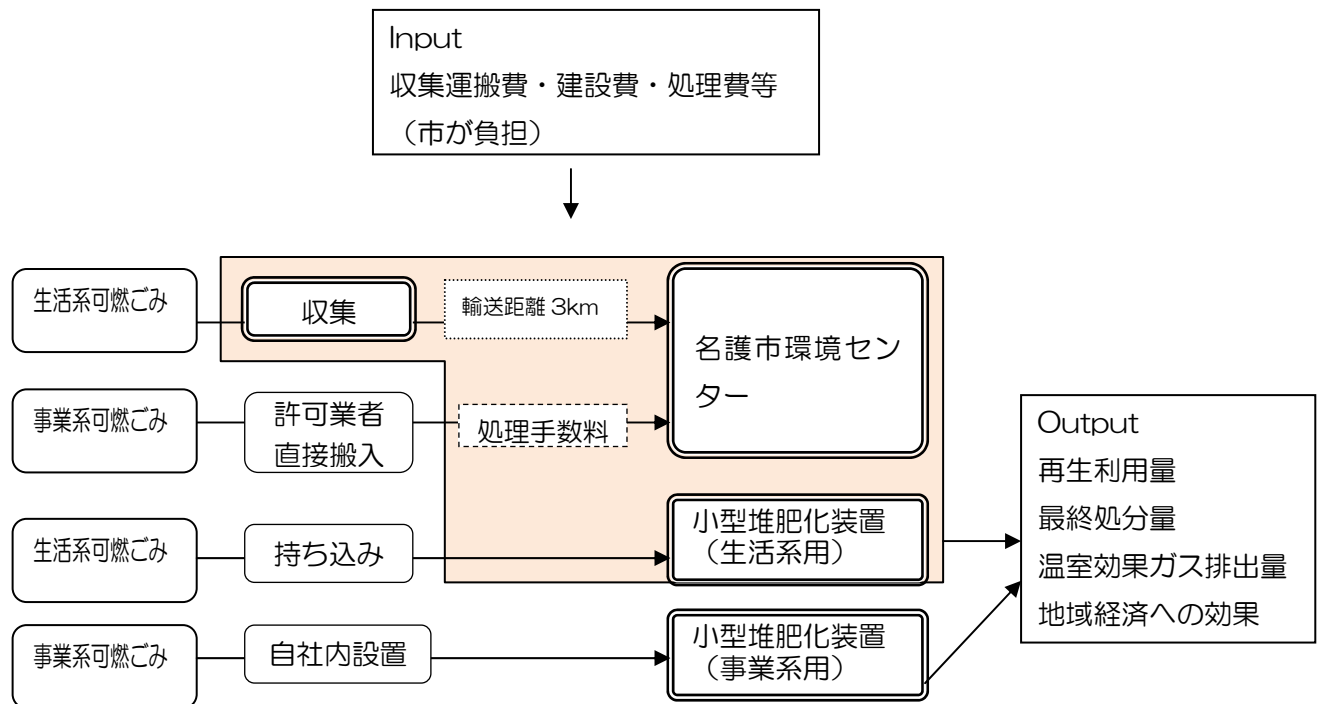 Input
収集運搬費・建設費・処理費等
（市が負担）
生活系可燃ごみ
収集
輸送距離 3km
名護市環境セン
ター
事業系可燃ごみ
許可業者
直接搬入
処理手数料
生活系可燃ごみ
持ち込み
小型堆肥化装置
（生活系用）
事業系可燃ごみ
自社内設置
小型堆肥化装置
（事業系用）
Output
再生利用量
最終処分量
温室効果ガス排出量
地域経済への効果